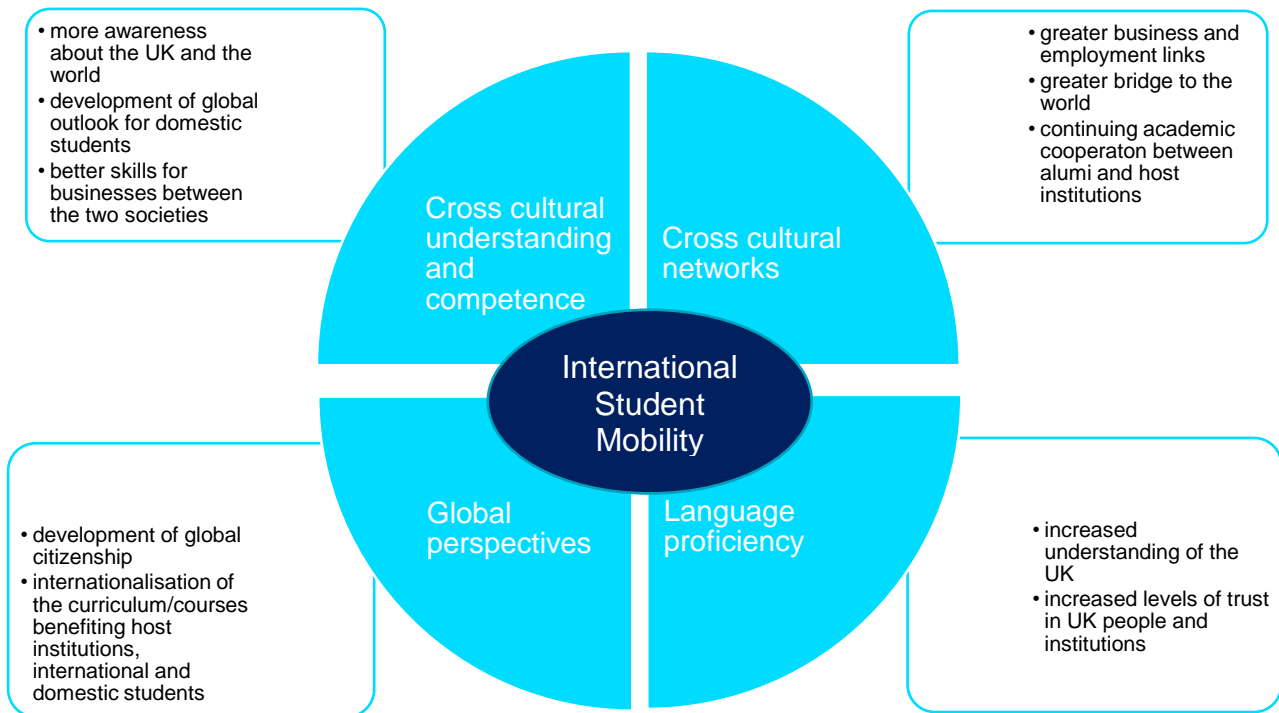 • more awareness
about the UK and the
world
• development of global
outlook for domestic
students
• better skills for
businesses between
the two societies
• greater business and
employment links
• greater bridge to the
world
• continuing academic
cooperaton between
alumi and host
institutions
Cross cultural
understanding
and
competence
Cross cultural
networks
International
Student
Mobility
Global
perspectives
Language
proficiency
• development of global
citizenship
• internationalisation of
the curriculum/courses
benefiting host
institutions,
international and
domestic students
• increased
understanding of the
UK
• increased levels of trust
in UK people and
institutions